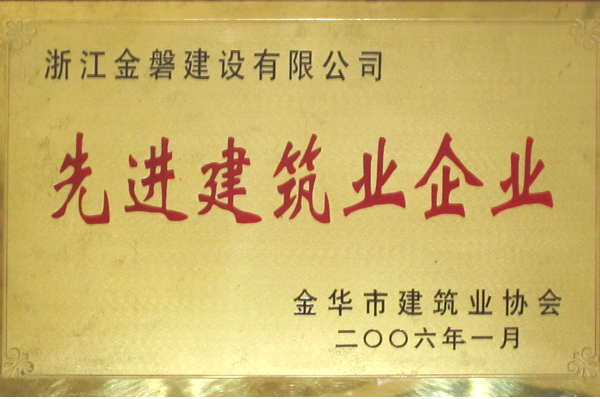 浙江金磐建设有限公司
先进建筑业企业
金华市建筑业协会
二〇〇六年一月